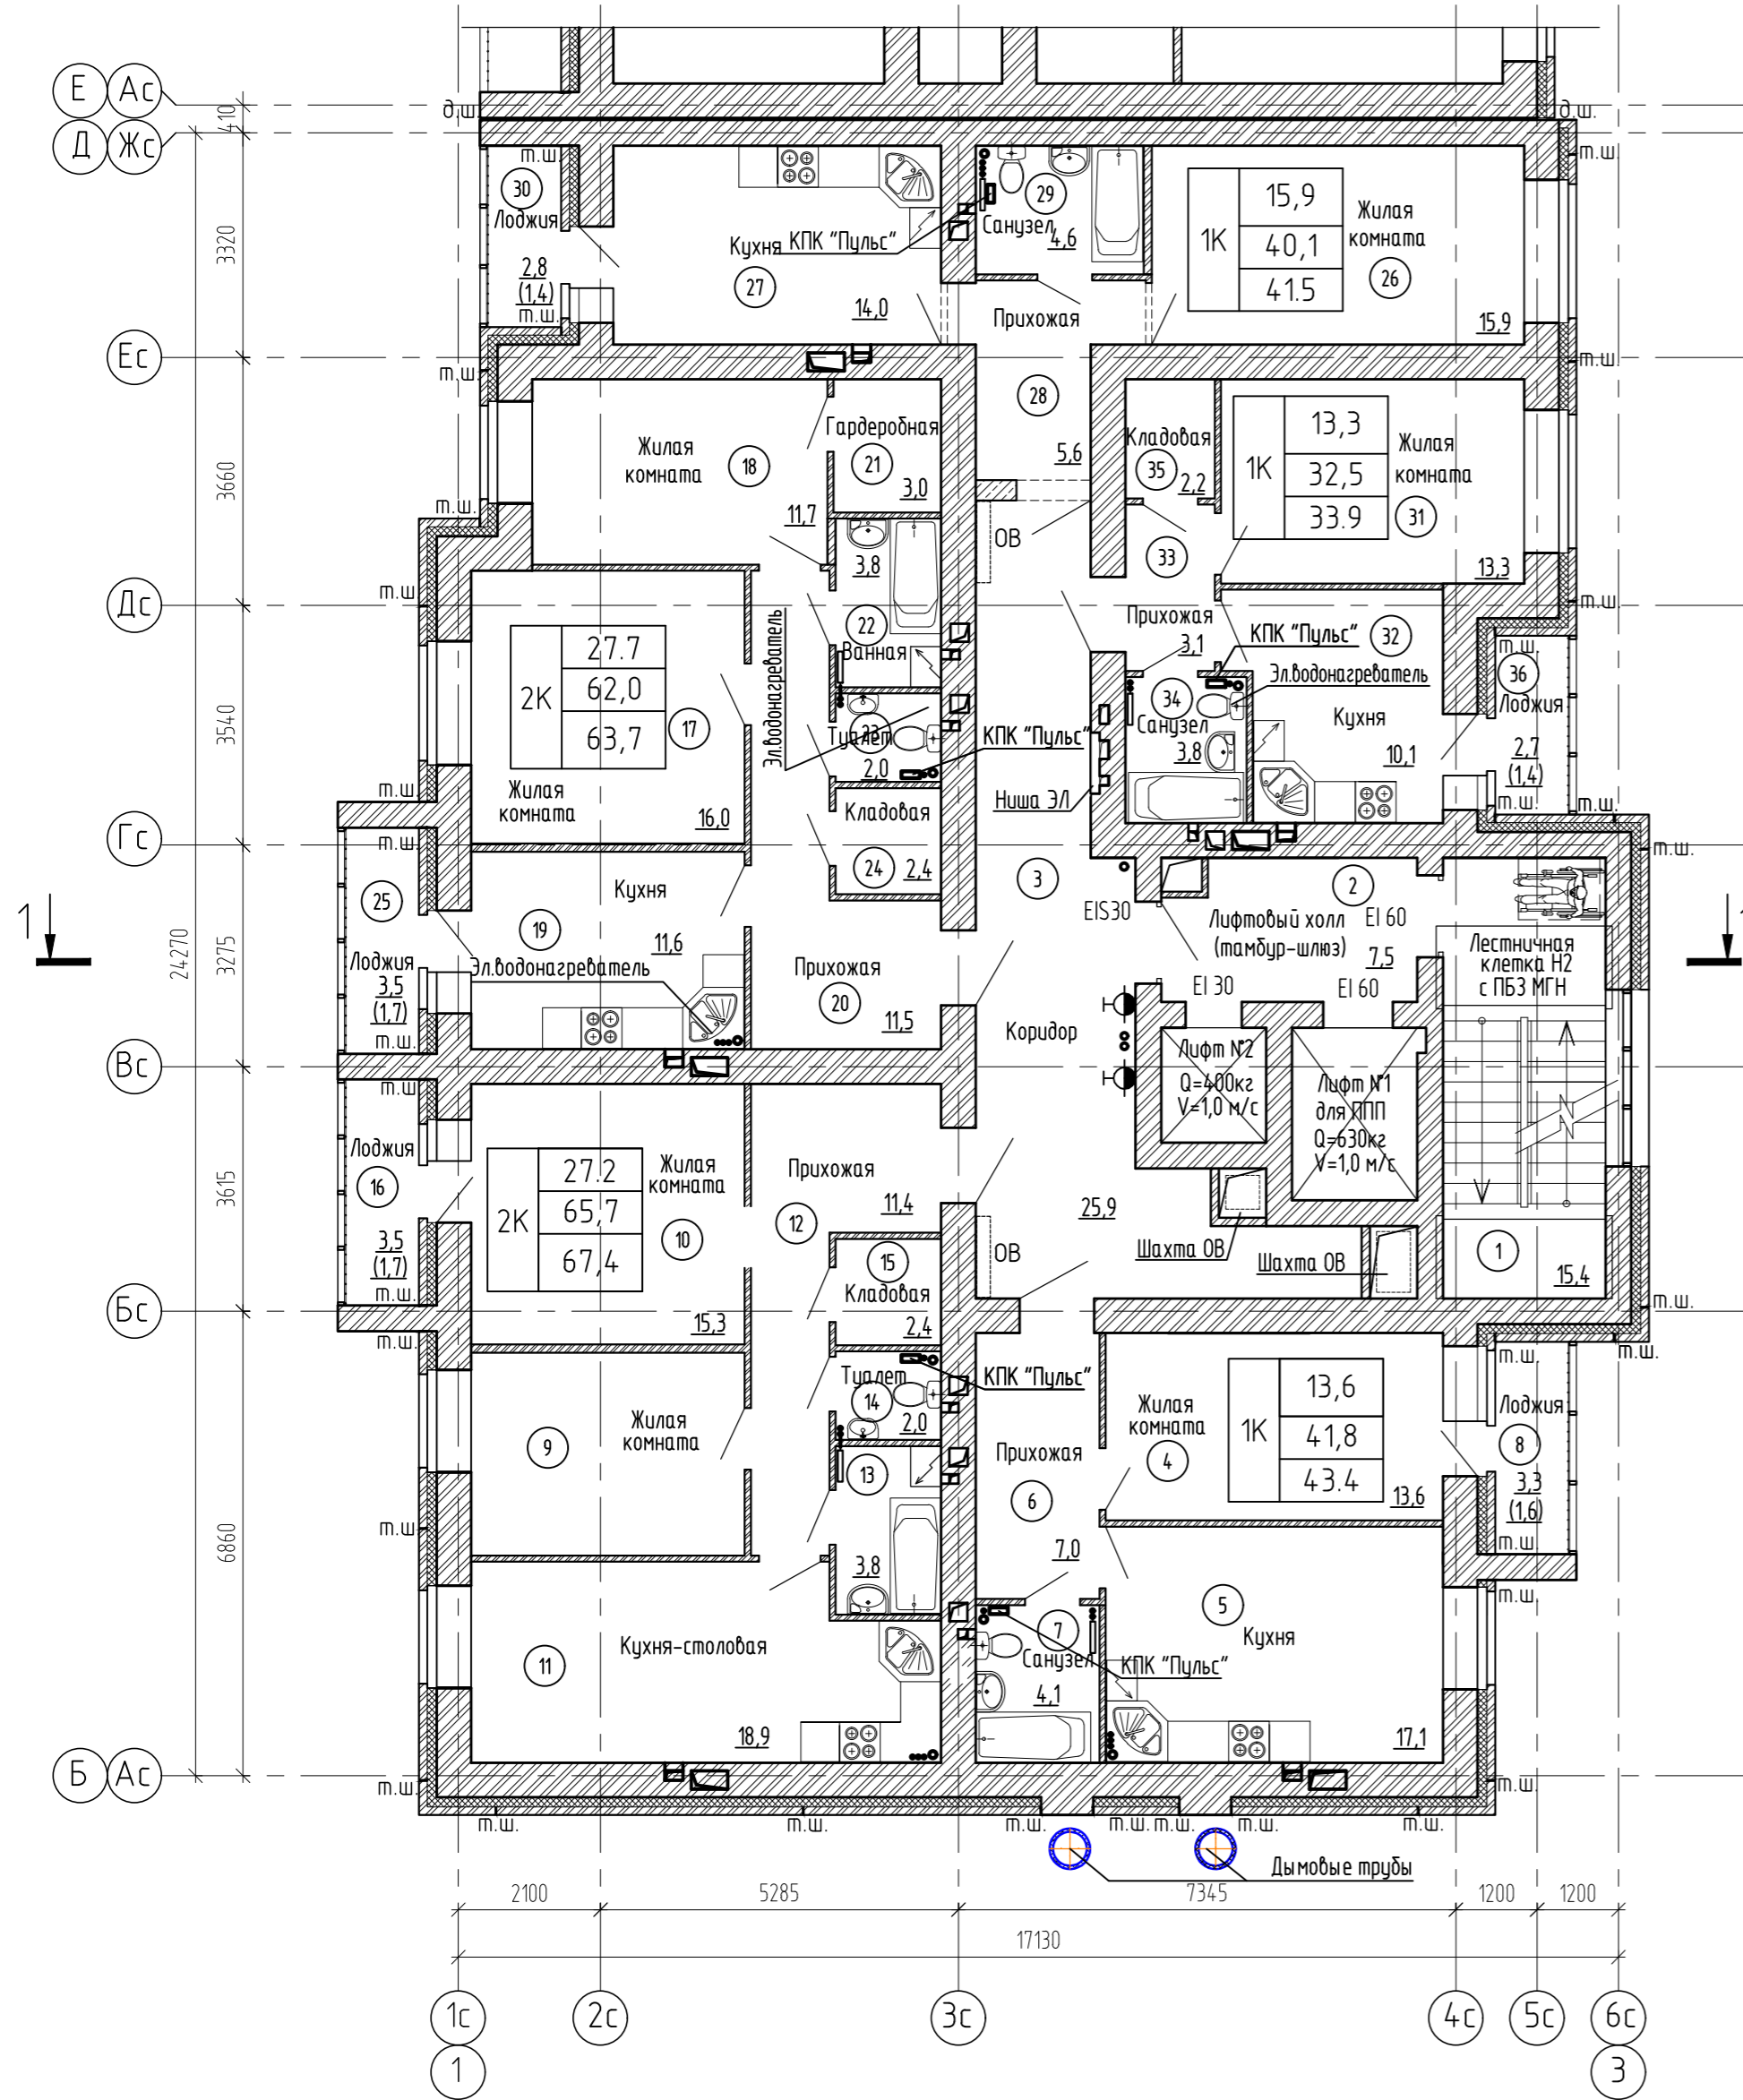 Е
Ас
Д
Жс
410
д.ш.
д.ш.
т.ш.
30
Лоджия
2,8
(1,4)
т.ш.
3320
Кухня
КПК "Пульс"
27
14,0
29
Санузел
4,6
Прихожая
1К
15,9
40,1
41.5
Жилая
комната
26
15,9
т.ш.
Ес
т.ш.
т.ш.
28
5,6
3660
Жилая
комната
18
11,7
Гардеробная
21
3,0
Кладовая
35
2,2
1К
13,3
32,5
33.9
Жилая
комната
31
13,3
т.ш.
ОВ
33
3,8
22
Ванная
Дс
т.ш.
т.ш.
Прихожая
3,1
КПК "Пульс"
32
Эл.водонагреватель
т.ш.
36
Лоджия
2,7
(1,4)
т.ш.
т.ш.
3540
2К
27.7
62,0
63,7
17
Жилая
комната
16,0
Эл.водонагреватель
23
Туалет
2,0
КПК "Пульс"
34
Санузел
3,8
Кухня
10,1
Ниша ЭЛ
т.ш.
Кладовая
24
2,4
Гс
т.ш.
т.ш.
3
2
EIS30
Лифтовый холл
(тамбур-шлюз)
EI 60
7,5
1
1
25
Лоджия
3,5
(1,7)
т.ш.
Кухня
19
11,6
Эл.водонагреватель
Прихожая
20
11,5
EI 30
EI 60
Лестничная
клетка Н2
с ПБЗ МГН
24270
3275
Коридор
Лифт №2
Q=400кг
V=1,0 м/с
Лифт №1
для ППП
Q=630кг
V=1,0 м/с
Вс
т.ш.
3615
Лоджия
16
3,5
(1,7)
т.ш.
2К
27.2
65,7
67,4
Жилая
комната
10
15,3
Прихожая
12
11,4
25,9
Шахта ОВ
Шахта ОВ
1
15,4
ОВ
15
Кладовая
2,4
Бс
т.ш.
т.ш.
т.ш.
Туалет
14
2,0
КПК "Пульс"
Жилая
комната
4
1К
13,6
41,8
43.4
13,6
т.ш.
Лоджия
8
3,3
(1,6)
т.ш.
6860
9
Жилая
комната
13
3,8
Прихожая
6
7,0
т.ш.
т.ш.
11
Кухня-столовая
18,9
7
Санузел
4,1
КПК "Пульс"
5
Кухня
17,1
Б
Ас
т.ш.
т.ш.
т.ш.
т.ш.
т.ш.
т.ш.
т.ш.
т.ш.
т.ш.
Дымовые трубы
2100
5285
7345
1200
1200
17130
1с
2с
3с
4с
5с
6с
1
3